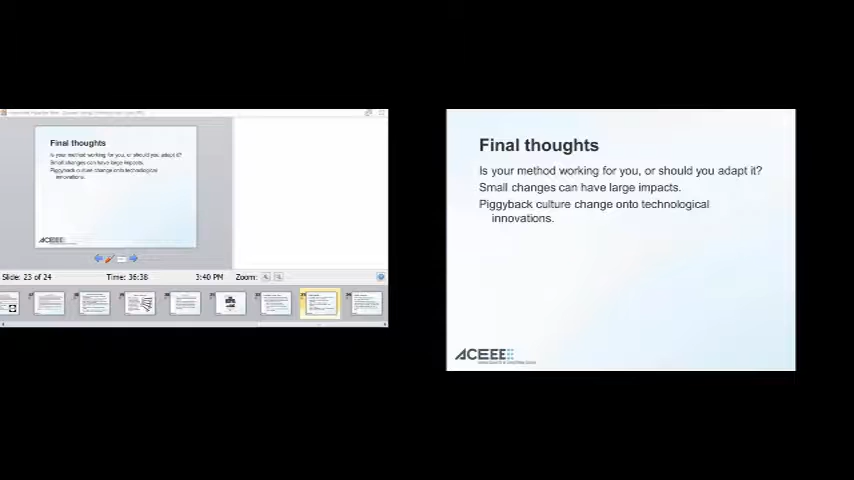 Final thoughts
Is your method working for you, or should you adapt it?
Small changes can have large impacts.
Piggyback culture change onto technological
innovations.
Slide: 23 of 24
Time: 36:38
3:40 PM
Zoom:
Final thoughts
Is your method working for you, or should you adapt it?
Small changes can have large impacts.
Piggyback culture change onto technological
innovations.
ACEEE